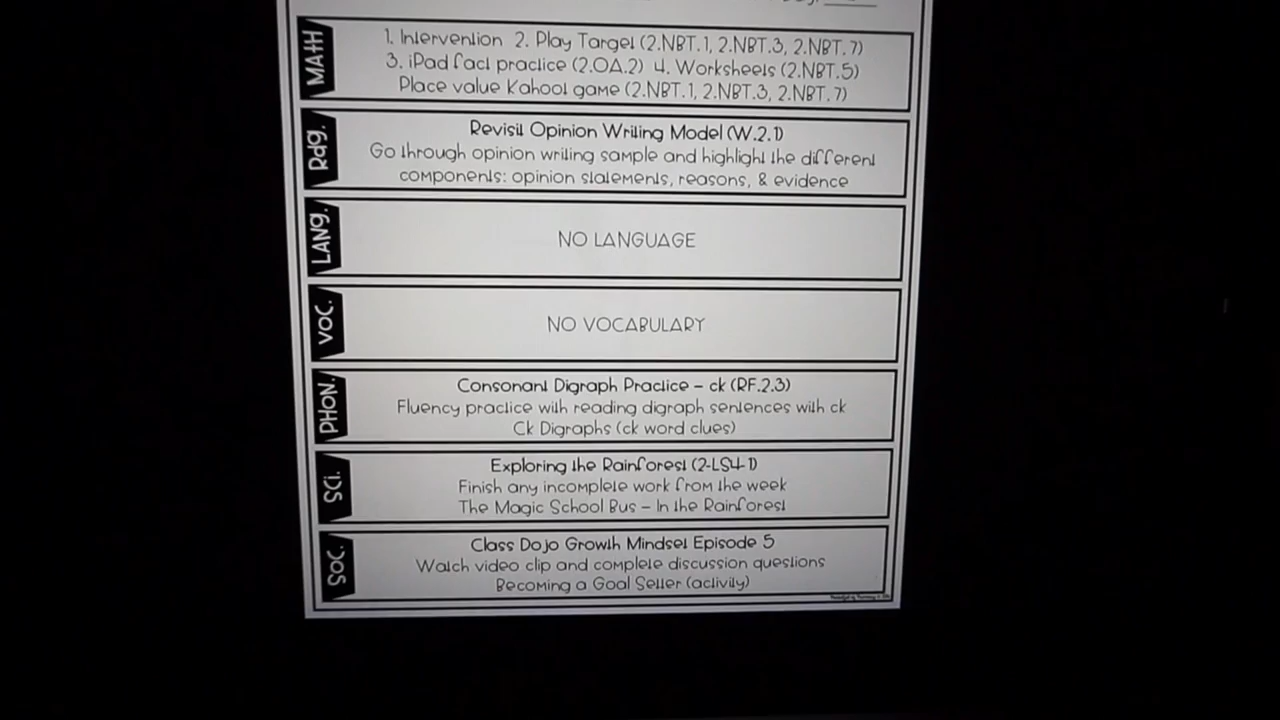 MATH
1. Intervention 2. Play Target (2.NBT.1, 2.NBT.3, 2.NBT.7)
3. iPad fact practice (2.OA.2) 4. Worksheets (2.NBT.5)
Place value Kahoot game (2.NBT.1, 2.NBT.3, 2.NBT.7)
Rdg.
Revisit Opinion Writing Model (W.2.1)
Go through opinion writing sample and highlight the different
components: opinion statements, reasons, & evidence
LANg.
NO LANGUAGE
VOC.
NO VOCABULARY
PHON.
Consonant Digraph Practice – ck (RF.2.3)
Fluency practice with reading digraph sentences with ck
Ck Digraphs (ck word clues)
SCi.
Exploring the Rainforest (2-LS4-1)
Finish any incomplete work from the week
The Magic School Bus – In the Rainforest
SOC.
Class Dojo Growth Mindset Episode 5
Watch video clip and complete discussion questions
Becoming a Goal Setter (activity)